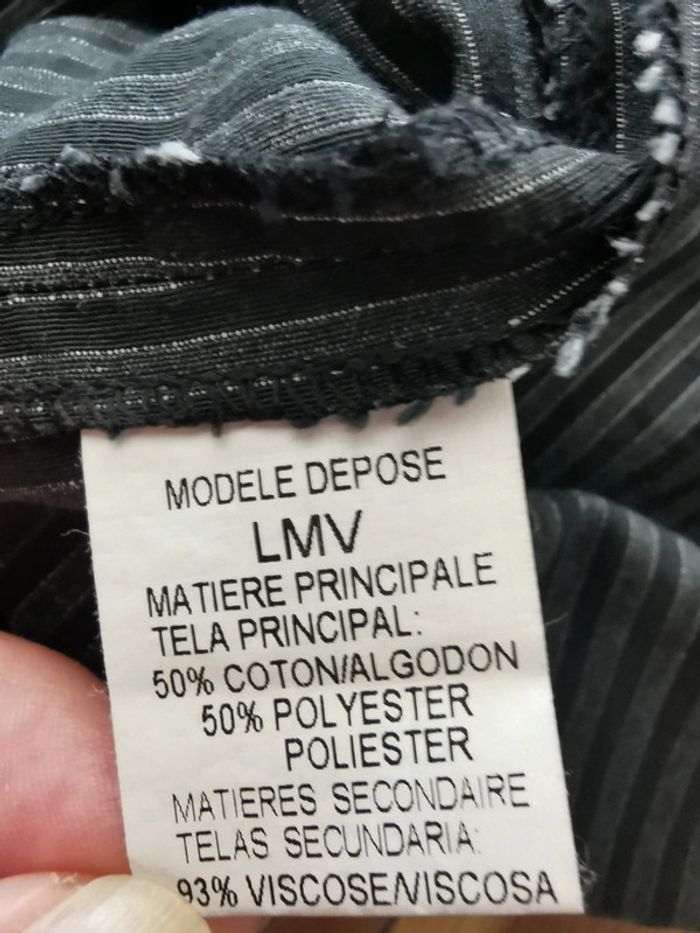 MODELE DEPOSE
LMV
MATIERE PRINCIPALE
TELA PRINCIPAL:
50% COTON/ALGODON
50% POLYESTER
POLIESTER
MATIERES SECONDAIRE
TELAS SECUNDARIA:
93% VISCOSE/VISCOSA